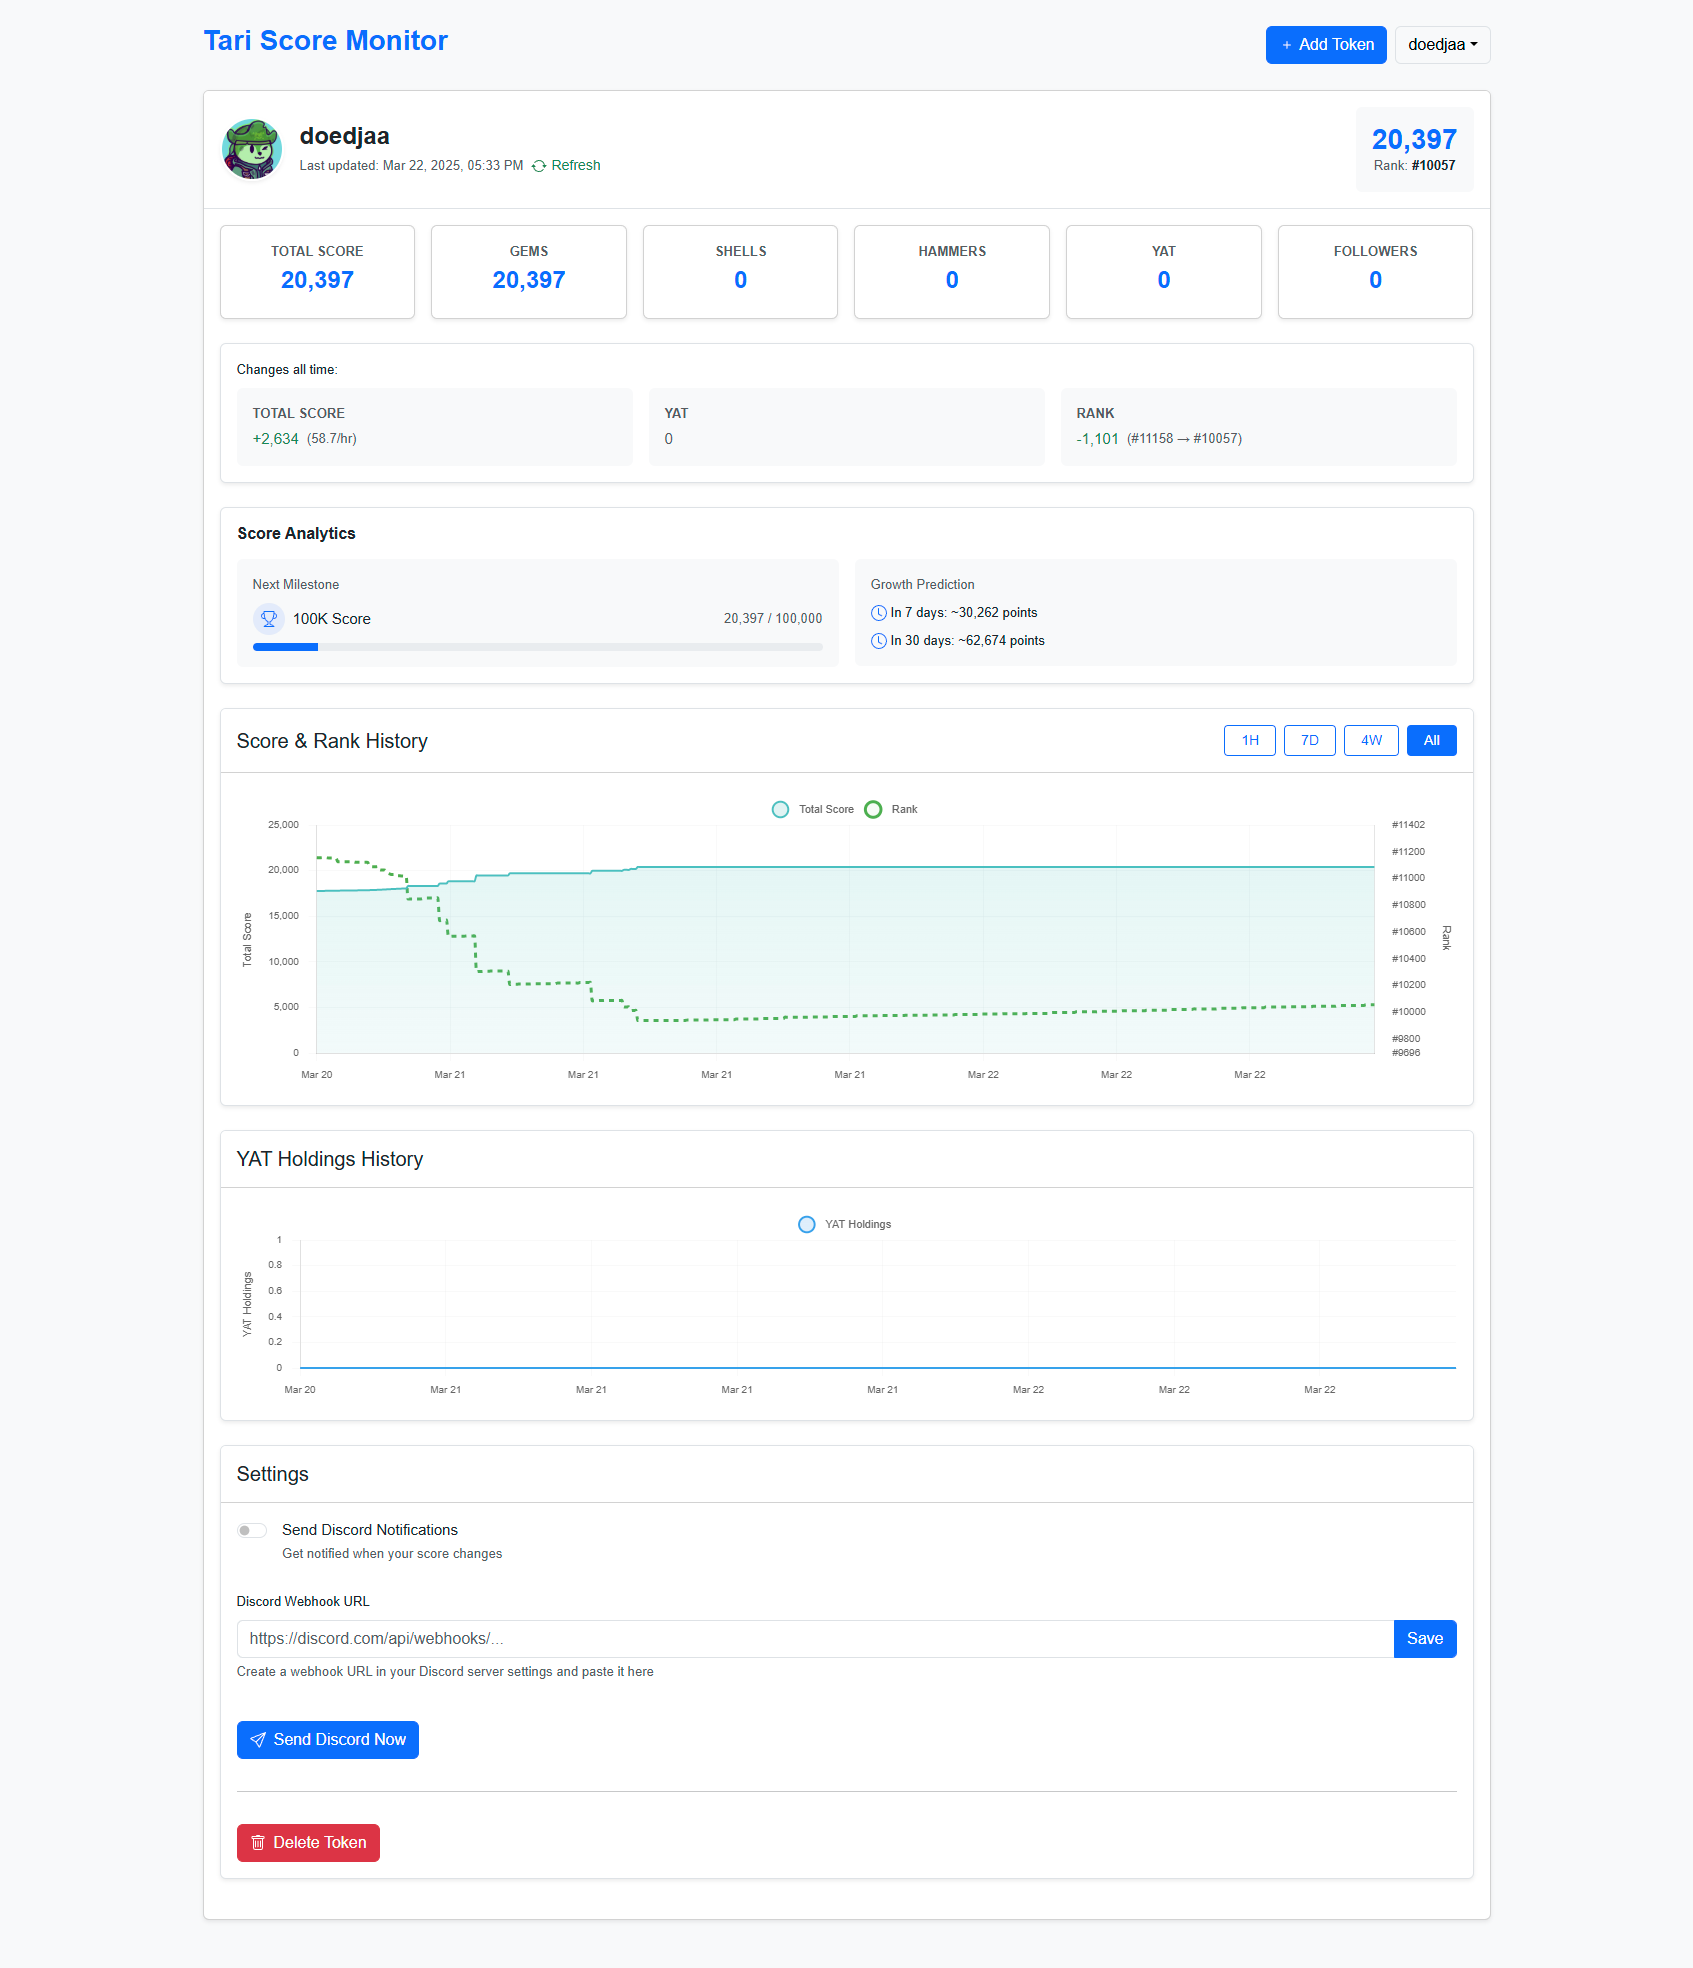 Tari Score Monitor
+ Add Token
doedjaa
doedjaa
Last updated: Mar 22, 2025, 05:33 PM Refresh
20,397
Rank: #10057
TOTAL SCORE
20,397
GEMS
20,397
SHELLS
0
HAMMERS
0
YAT
0
FOLLOWERS
0
Changes all time:
TOTAL SCORE
+2,634 (58.7/hr)
YAT
0
RANK
-1,101 (#11158 → #10057)
Score Analytics
Next Milestone
100K Score
20,397 / 100,000
Growth Prediction
In 7 days: ~30,262 points
In 30 days: ~62,674 points
Score & Rank History
1H
7D
4W
All
Total Score
Rank
25,000
20,000
15,000
10,000
5,000
0
Total Score
#11402
#11200
#11000
#10800
#10600
#10400
#10200
#10000
#9800
#9696
Rank
Mar 20
Mar 21
Mar 21
Mar 21
Mar 21
Mar 22
Mar 22
Mar 22
YAT Holdings History
YAT Holdings
1
0.8
0.6
0.4
0.2
0
YAT Holdings
Mar 20
Mar 21
Mar 21
Mar 21
Mar 21
Mar 22
Mar 22
Mar 22
Settings
Send Discord Notifications
Get notified when your score changes
Discord Webhook URL
https://discord.com/api/webhooks/...
Save
Create a webhook URL in your Discord server settings and paste it here
Send Discord Now
Delete Token